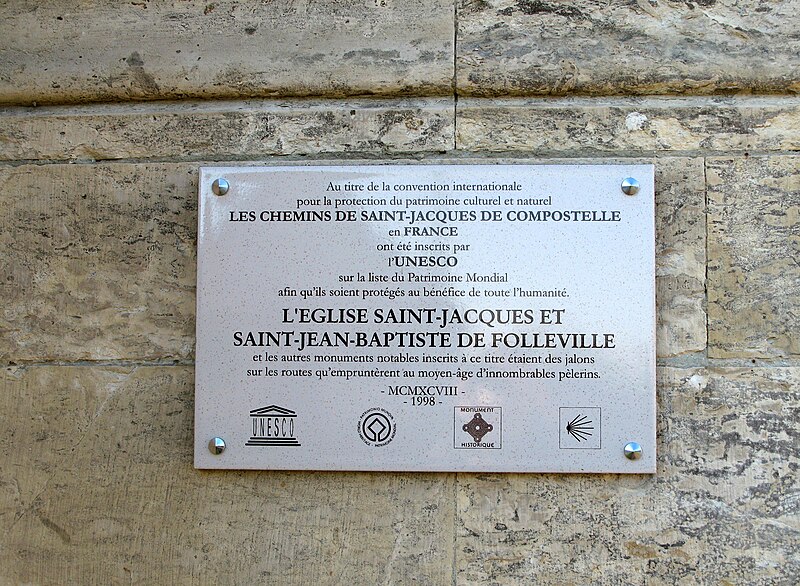 Au titre de la convention internationale
pour la protection du patrimoine culturel et naturel
LES CHEMINS DE SAINT-JACQUES DE COMPOSTELLE
en FRANCE
ont été inscrits par
l'UNESCO
sur la liste du Patrimoine Mondial
afin qu'ils soient protégés au bénéfice de toute l'humanité.
L'EGLISE SAINT-JACQUES ET
SAINT-JEAN-BAPTISTE DE FOLLEVILLE
et les autres monuments notables inscrits à ce titre étaient des jalons
sur les routes qu'empruntèrent au moyen-âge d'innombrables pèlerins.
- MCMXCVIII -
- 1998 -
UNESCO
MONUMENT
HISTORIQUE